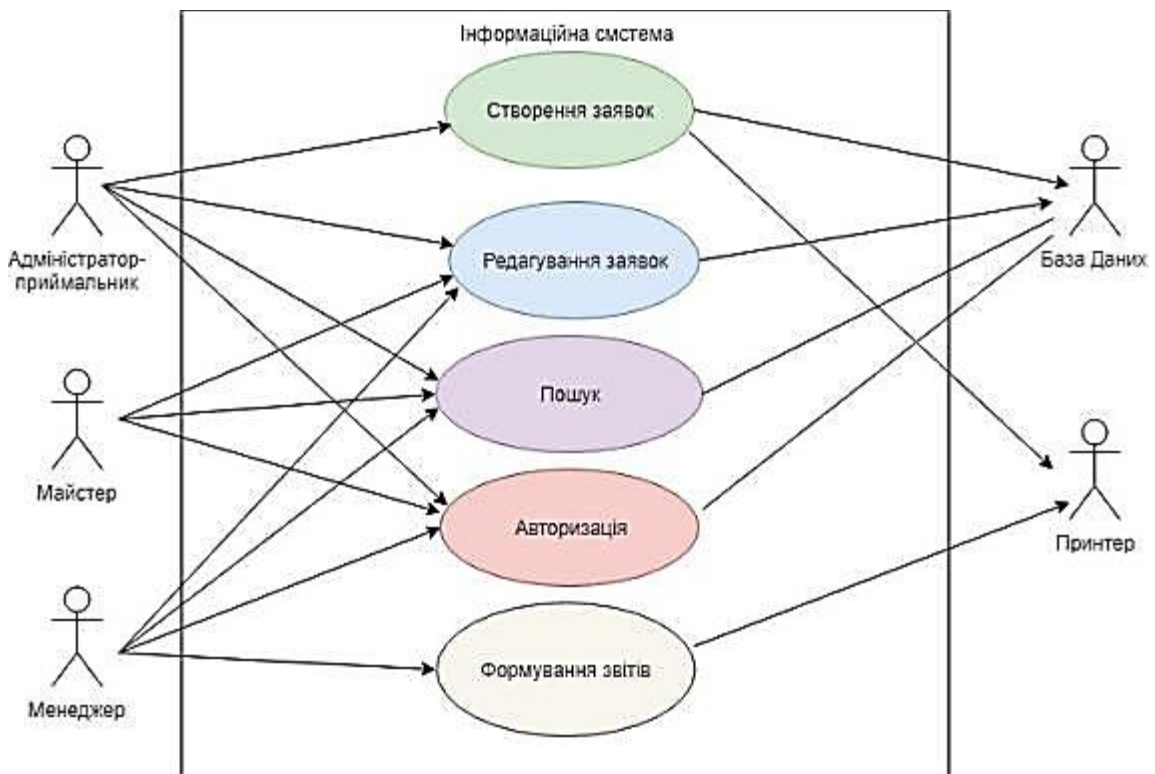 Інформаційна смстема
Створення заявок
Адміністратор-
приймальник
Редагування заявок
База Даних
Пошук
Майстер
Авторизація
Принтер
Формування звітів
Менеджер